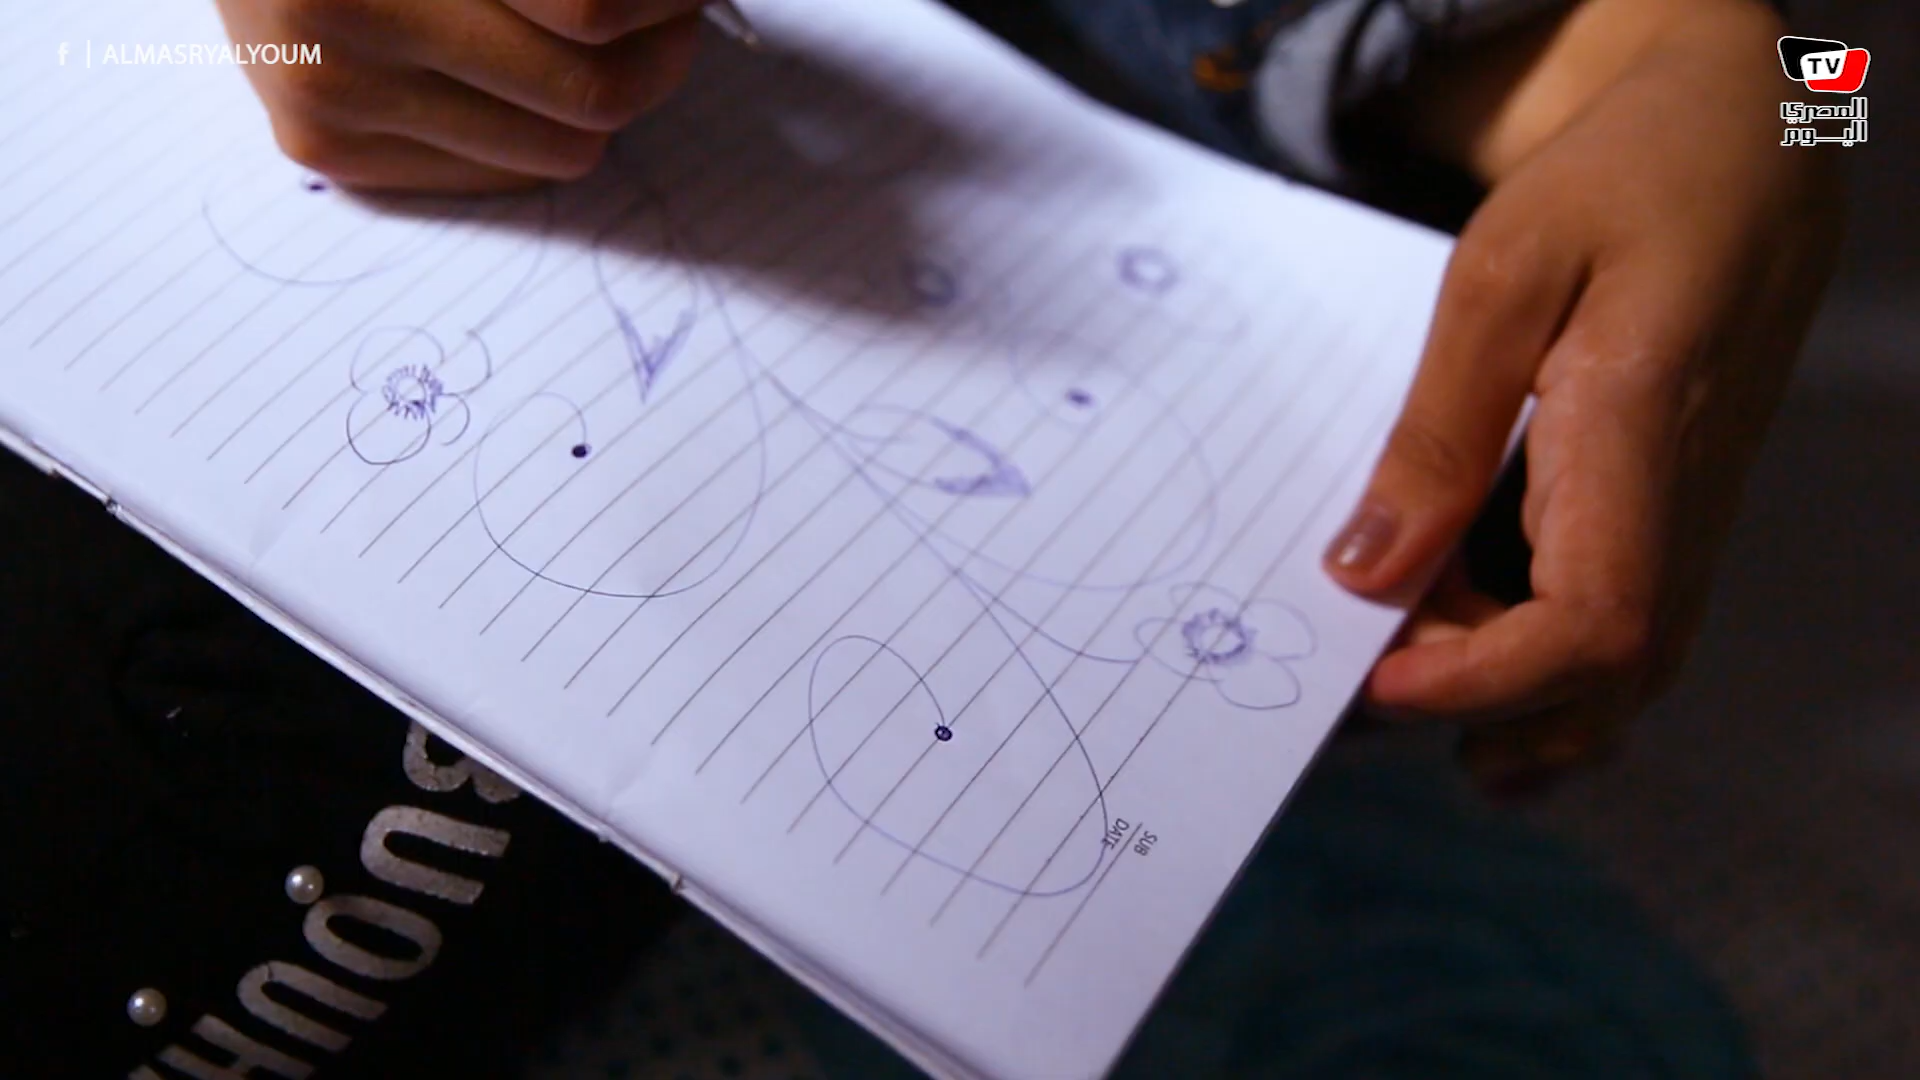 f | ALMASRYALYOUM
TV
المصري
اليوم
SUB
DATE